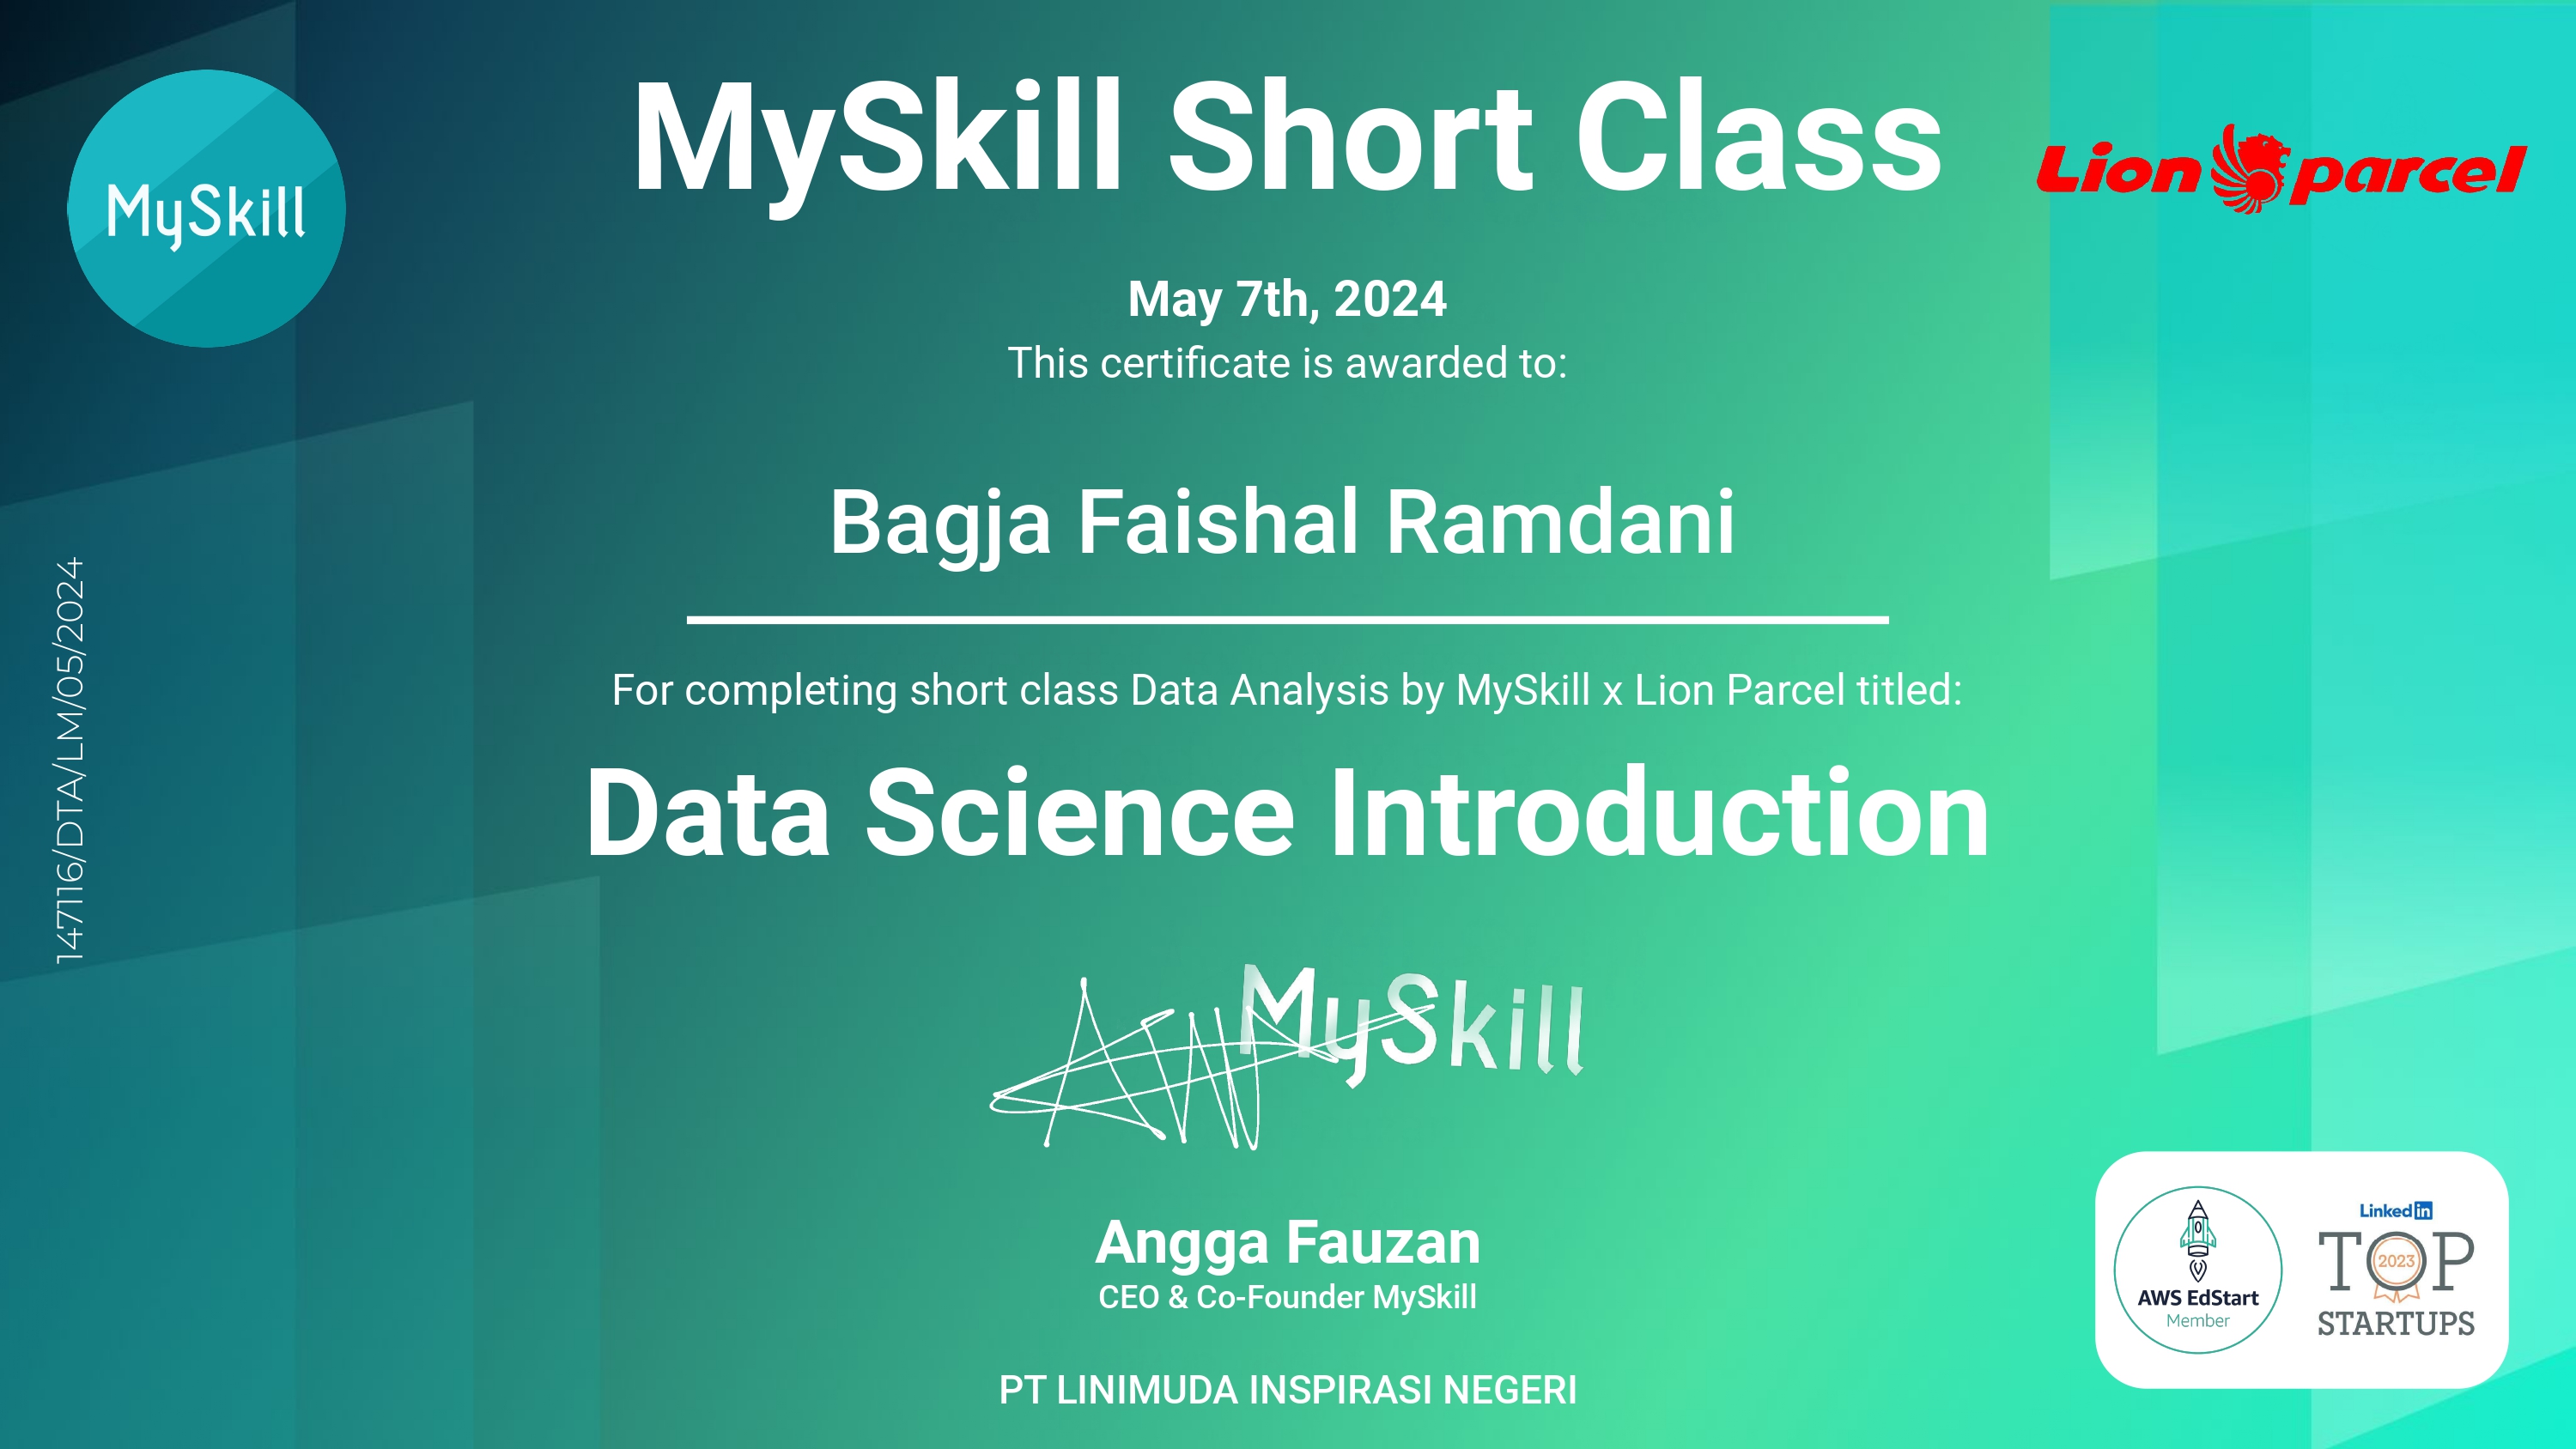 MySkill
MySkill Short Class
Lion parcel
May 7th, 2024
This certificate is awarded to:
Bagja Faishal Ramdani
147116/DTA/LM/05/2024
For completing short class Data Analysis by MySkill x Lion Parcel titled:
Data Science Introduction
MySkill
Angga Fauzan
CEO & Co-Founder MySkill
PT LINIMUDA INSPIRASI NEGERI
AWS EdStart
Member
Linked in
TOP
2023
STARTUPS